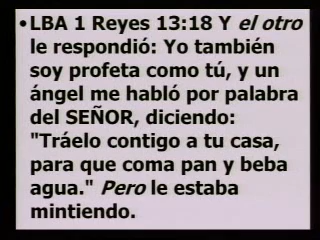 •LBA 1 Reyes 13:18 Y el otro
le respondió: Yo también
soy profeta como tú, y un
ángel me habló por palabra
del SEÑOR, diciendo:
"Tráelo contigo a tu casa,
para que coma pan y beba
agua." Pero le estaba
mintiendo.